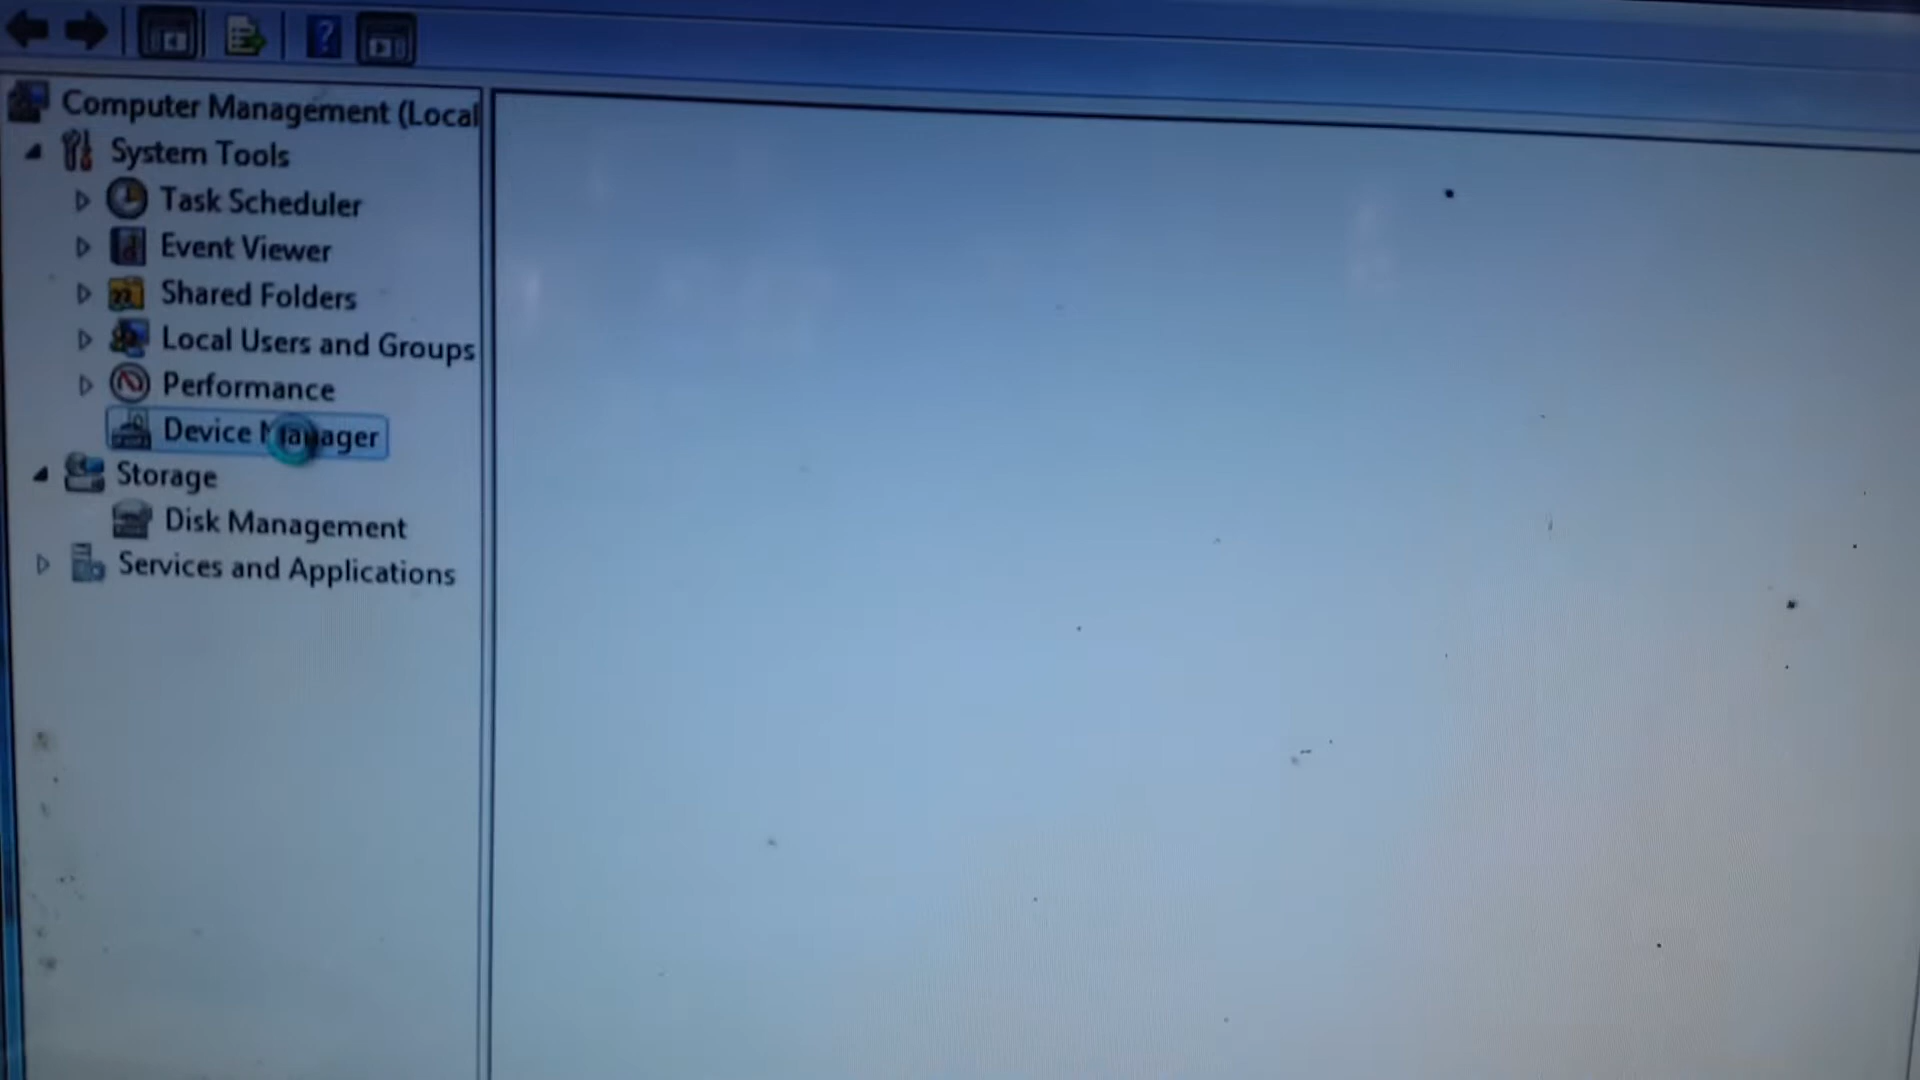 Computer Management (Local
System Tools
Task Scheduler
Event Viewer
Shared Folders
Local Users and Groups
Performance
Device Manager
Storage
Disk Management
Services and Applications